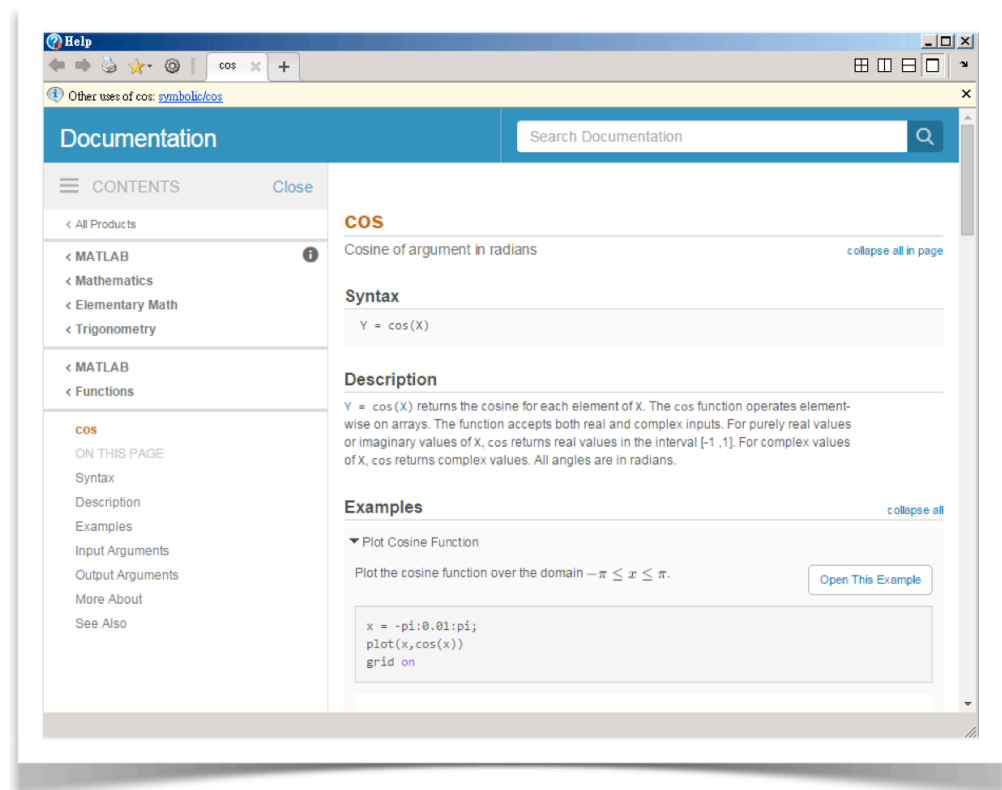 Help
cos
Other uses of cos: symbolic/cos
Documentation
Search Documentation
CONTENTS
Close
< All Products
< MATLAB
< Mathematics
< Elementary Math
< Trigonometry
< MATLAB
< Functions
cos
ON THIS PAGE
Syntax
Description
Examples
Input Arguments
Output Arguments
More About
See Also
cos
Cosine of argument in radians
collapse all in page
Syntax
Y = cos(X)
Description
Y = cos(X) returns the cosine for each element of X. The cos function operates element-
wise on arrays. The function accepts both real and complex inputs. For purely real values
or imaginary values of X, cos returns real values in the interval [-1 ,1]. For complex values
of X, cos returns complex values. All angles are in radians.
Examples
collapse all
Plot Cosine Function
Plot the cosine function over the domain −π ≤ x ≤ π.
Open This Example
x = -pi:0.01:pi;
plot(x,cos(x))
grid on